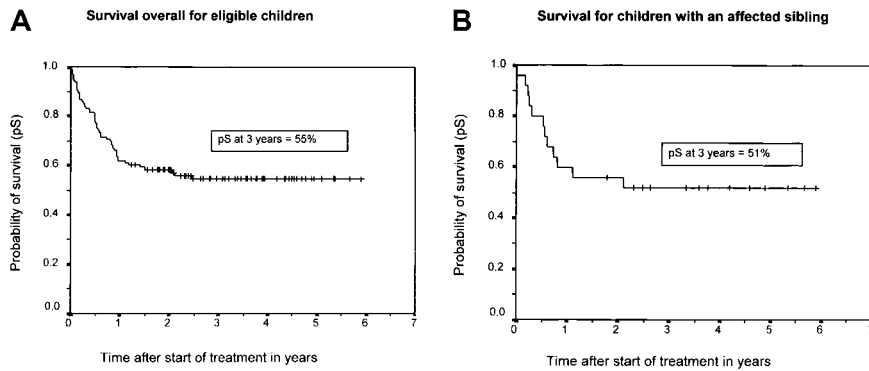 A
Survival overall for eligible children
Probability of survival (pS)
1.0
0.8
0.6
0.4
0.2
0.0
pS at 3 years = 55%
0 1 2 3 4 5 6 7
Time after start of treatment in years
B
Survival for children with an affected sibling
Probability of survival (pS)
1.0
0.8
0.6
0.4
0.2
0.0
pS at 3 years = 51%
0 1 2 3 4 5 6 7
Time after start of treatment in years